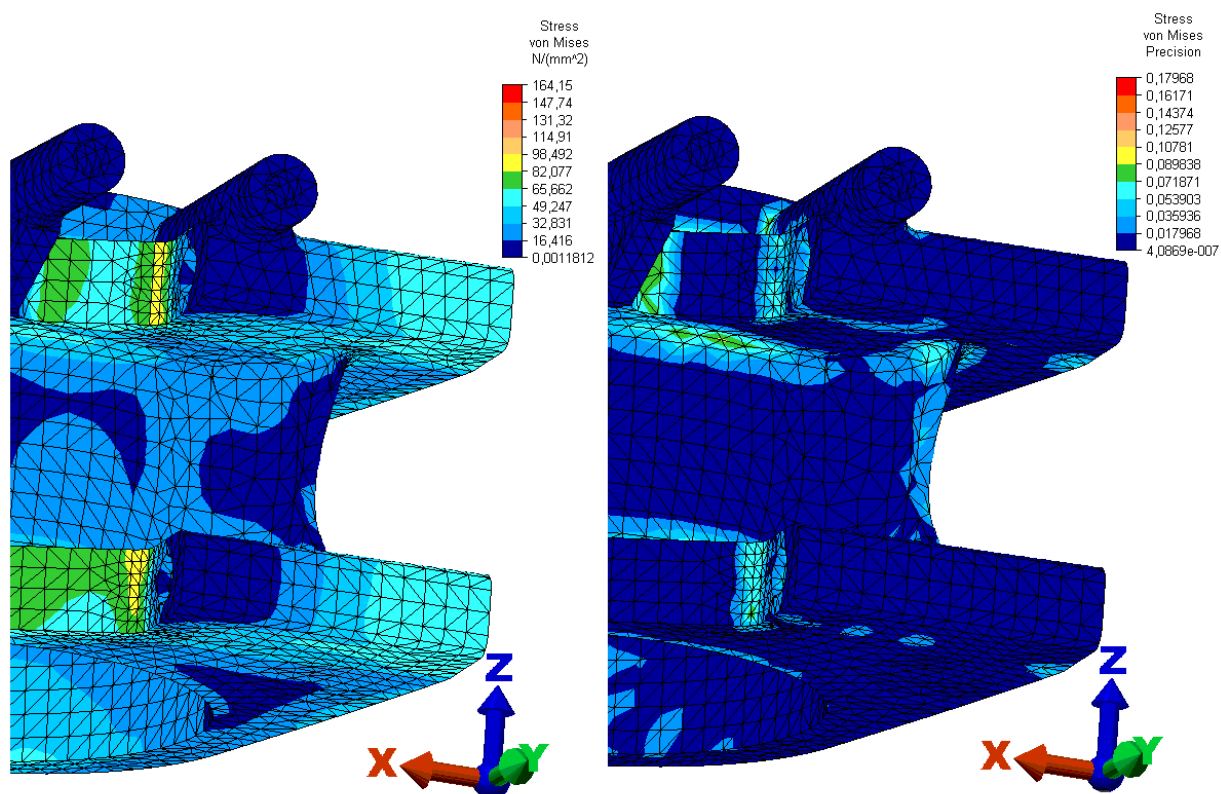 Stress
von Mises
N/(mm^2)
164,15
147,74
131,32
114,91
98,492
82,077
65,662
49,247
32,831
16,416
0,0011812
Z
X
Y
Stress
von Mises
Precision
0,17968
0,16171
0,14374
0,12577
0,10781
0,089838
0,071871
0,053903
0,035936
0,017968
4,0869e-007
Z
X
Y